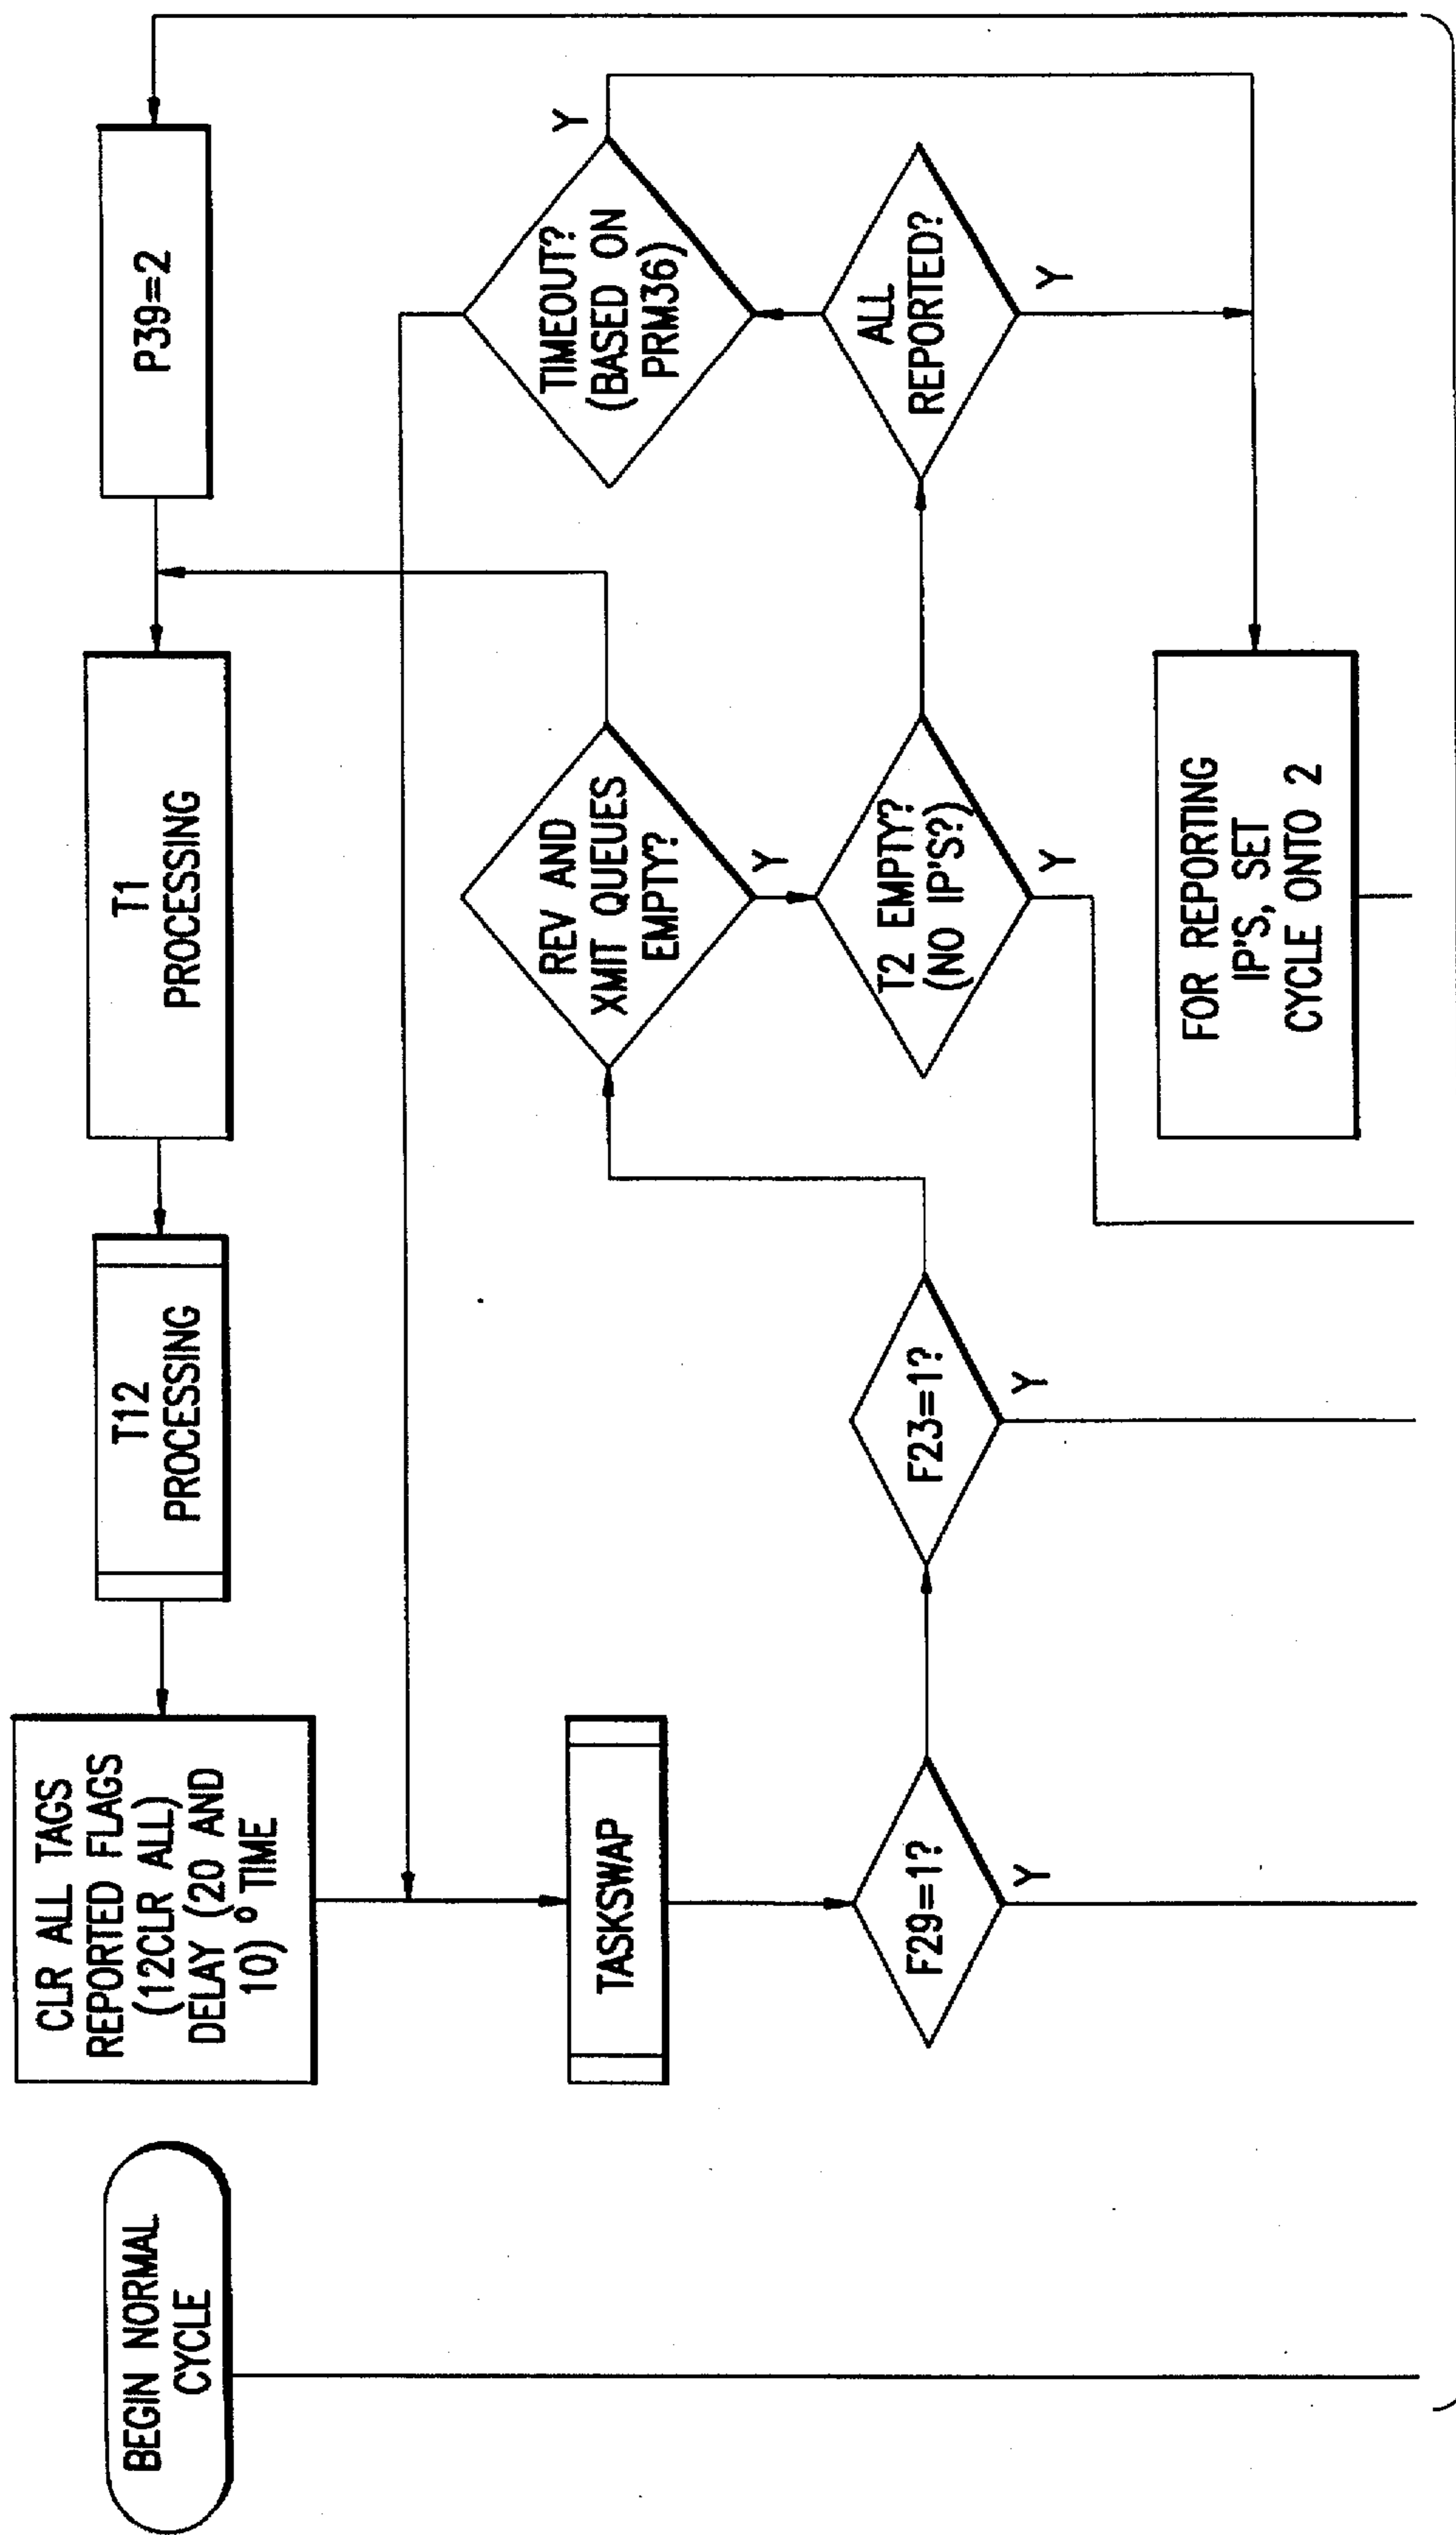 BEGIN NORMAL
CYCLE
CLR ALL TAGS
REPORTED FLAGS
(12CLR ALL)
DELAY (20 AND
10) ° TIME
T12
PROCESSING
T1
PROCESSING
P39=2
TASKSWAP
REV AND
XMIT QUEUES
EMPTY?
Y
TIMEOUT?
(BASED ON
PRM36)
Y
F29=1?
Y
F23=1?
Y
T2 EMPTY?
(NO IP'S?)
Y
ALL
REPORTED?
Y
FOR REPORTING
IP'S, SET
CYCLE ONTO 2